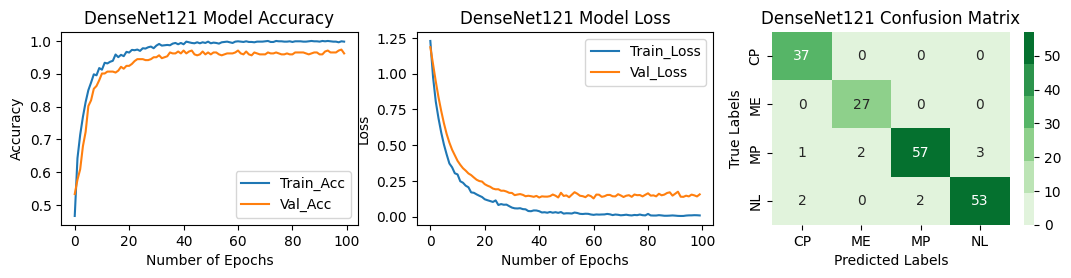 DenseNet121 Model Accuracy
1.0
0.9
0.8
0.7
0.6
0.5
Accuracy
Train_Acc
Val_Acc
0 20 40 60 80 100
Number of Epochs
DenseNet121 Model Loss
1.25
1.00
0.75
0.50
0.25
0.00
Loss
Train_Loss
Val_Loss
0 20 40 60 80 100
Number of Epochs
DenseNet121 Confusion Matrix
True Labels
CP 37 0 0 0
ME 0 27 0 0
MP 1 2 57 3
NL 2 0 2 53
CP ME MP NL
Predicted Labels
50
40
30
20
10
0